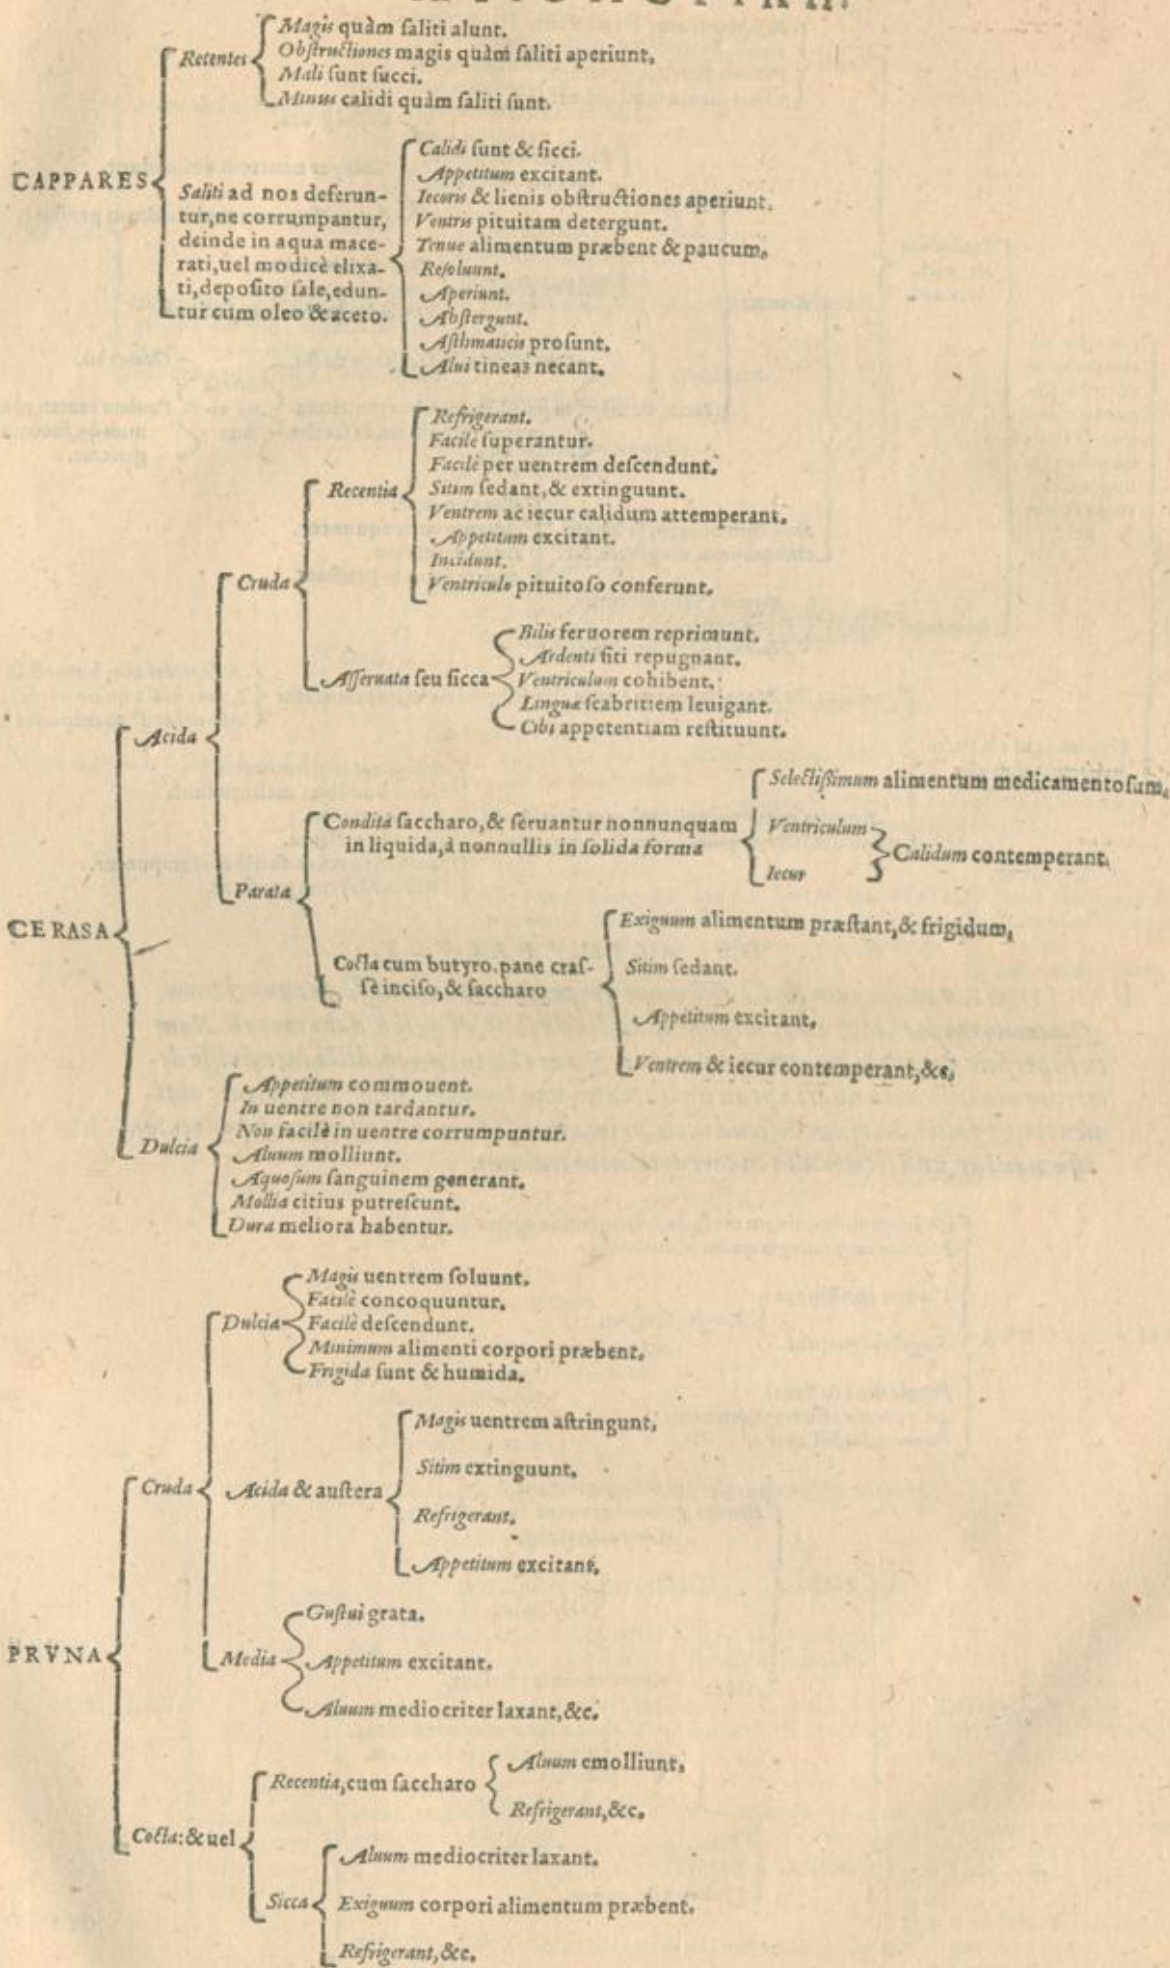 CAPPARES
Recentes
Magis quàm ſaliti alunt.
Obſtructiones magis quàm ſaliti aperiunt.
Mali ſunt ſucci.
Minus calidi quàm ſaliti ſunt.
Saliti ad nos deferun-
tur, ne corrumpantur,
deinde in aqua mace-
rati, uel modicè elixa-
ti, depoſito ſale, edun-
tur cum oleo & aceto.
Calidi ſunt & ſicci.
Appetitum excitant.
Iecoris & lienis obſtructiones aperiunt.
Ventris pituitam detergunt.
Tenue alimentum præbent & paucum.
Reſoluunt.
Aperiunt.
Abſtergunt.
Aſthmaticis proſunt.
Alui tineas necant.
CERASA
Acida
Cruda
Recentia
Refrigerant.
Facilè ſuperantur.
Facilè per uentrem deſcendunt.
Sitim ſedant, & extinguunt.
Ventrem ac iecur calidum attemperant.
Appetitum excitant.
Incidunt.
Ventriculo pituitoſo conferunt.
Aſſeruata ſeu ſicca
Bilis feruorem reprimunt.
Ardenti ſiti repugnant.
Ventriculum cohibent.
Linguæ ſcabritiem leuigant.
Cibi appetentiam reſtituunt.
Parata
Condita ſaccharo, & ſeruantur nonnunquam
in liquida, à nonnullis in ſolida forma
Selectiſſimum alimentum medicamentoſum.
Ventriculum
Iecur
Calidum contemperant.
Cocta cum butyro, pane craſ-
ſè inciſo, & ſaccharo
Exiguum alimentum præſtant, & frigidum.
Sitim ſedant.
Appetitum excitant.
Ventrem & iecur contemperant, &c.
Dulcia
Appetitum commouent.
In uentre non tardantur.
Non facilè in uentre corrumpuntur.
Aluum molliunt.
Aquoſum ſanguinem generant.
Mollia citius putreſcunt.
Dura meliora habentur.
PRVNA
Cruda
Dulcia
Magis uentrem ſoluunt.
Facilè concoquuntur.
Facilè deſcendunt.
Minimum alimenti corpori præbent.
Frigida ſunt & humida.
Acida & auſtera
Magis uentrem aſtringunt.
Sitim extinguunt.
Refrigerant.
Appetitum excitant.
Media
Guſtui grata.
Appetitum excitant.
Aluum mediocriter laxant, &c.
Cocta: & uel
Recentia, cum ſaccharo
Aluum emolliunt.
Refrigerant, &c.
Sicca
Aluum mediocriter laxant.
Exiguum corpori alimentum præbent.
Refrigerant, &c.